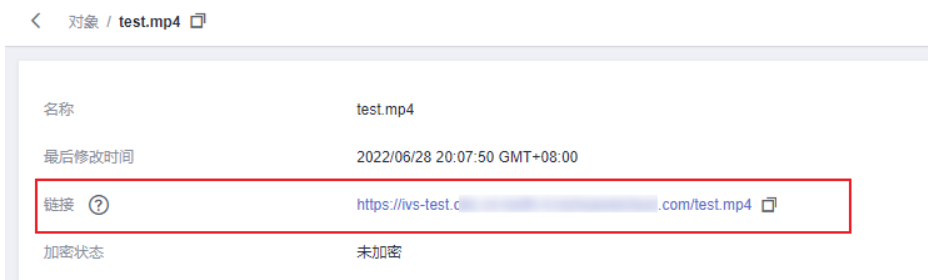 对象 / test.mp4
名称 test.mp4
最后修改时间 2022/06/28 20:07:50 GMT+08:00
链接 ? https://ivs-test. .com/test.mp4
加密状态 未加密